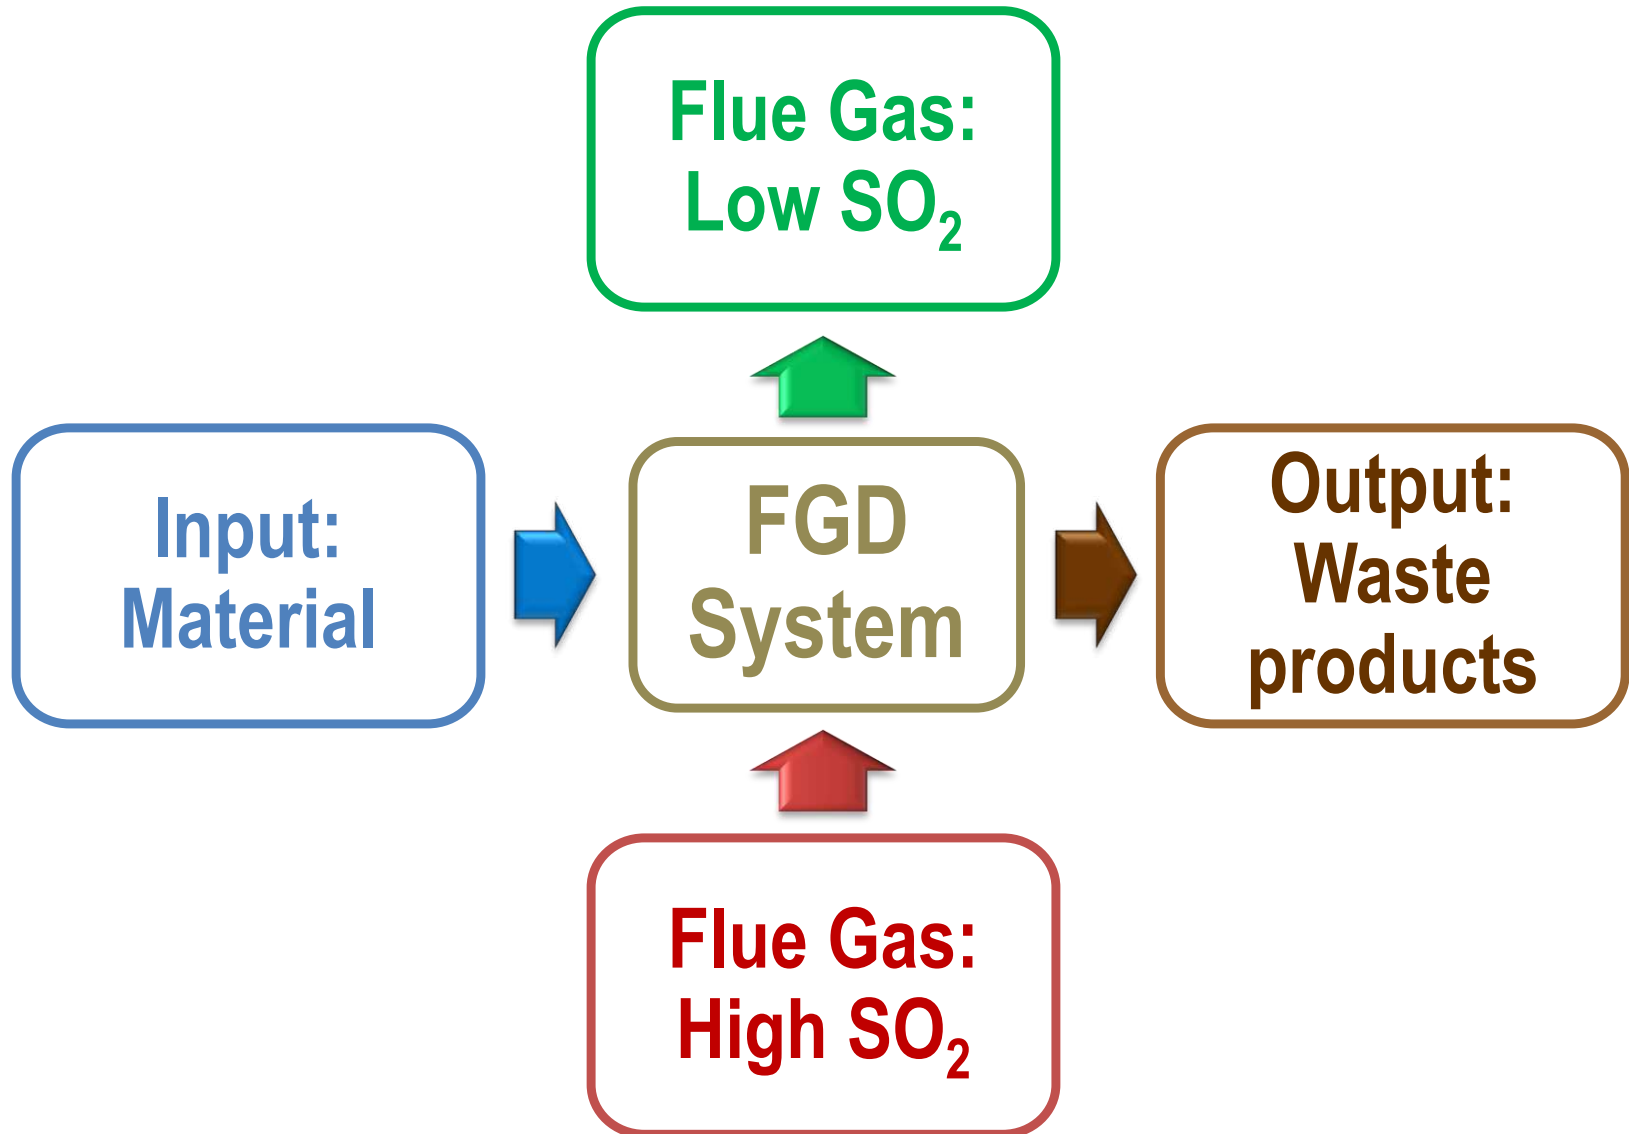 Flue Gas:
Low SO₂
Input:
Material
FGD
System
Output:
Waste
products
Flue Gas:
High SO₂